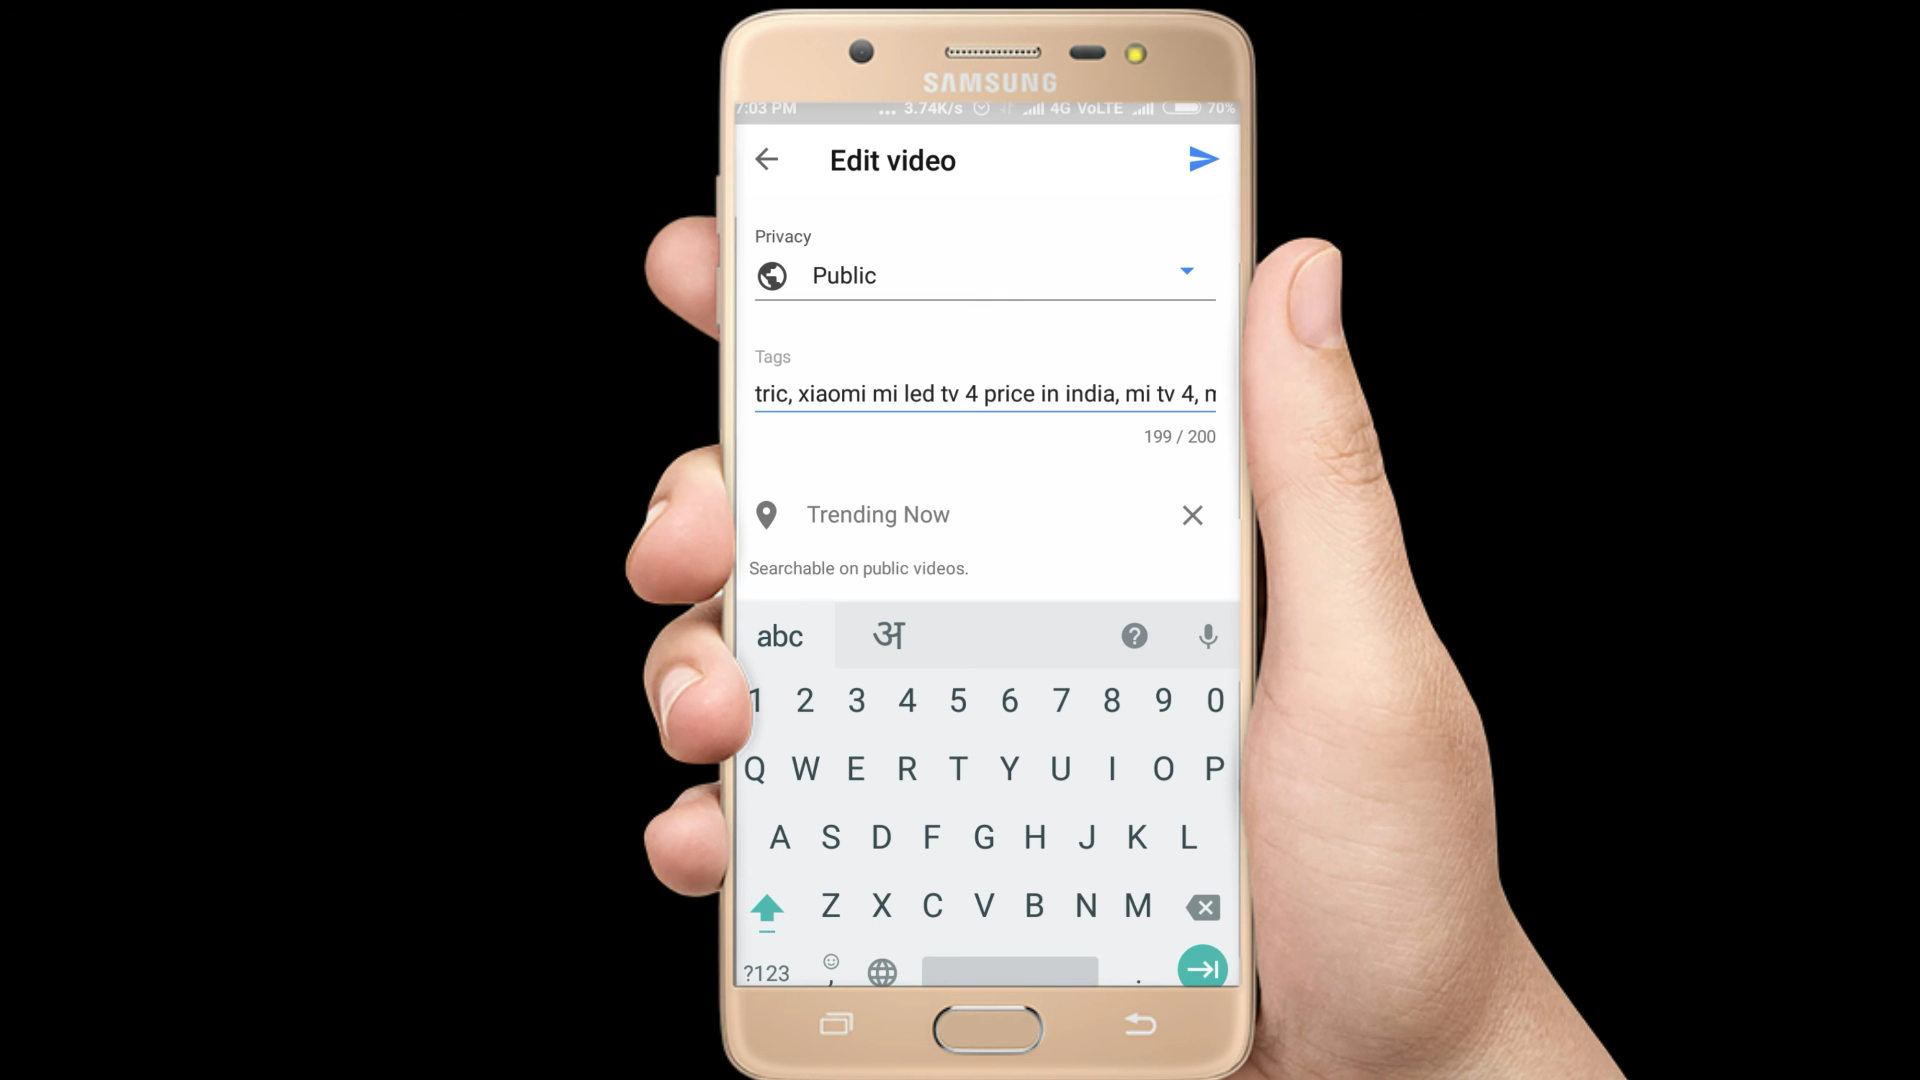 SAMSUNG
7:03 PM ... 3.74K/s 4G VoLTE 70%
Edit video
Privacy
Public
Tags
tric, xiaomi mi led tv 4 price in india, mi tv 4,
199 / 200
Trending Now
Searchable on public videos.
abc अ ?
1 2 3 4 5 6 7 8 9 0
Q W E R T Y U I O P
A S D F G H J K L
Z X C V B N M
?123 , .